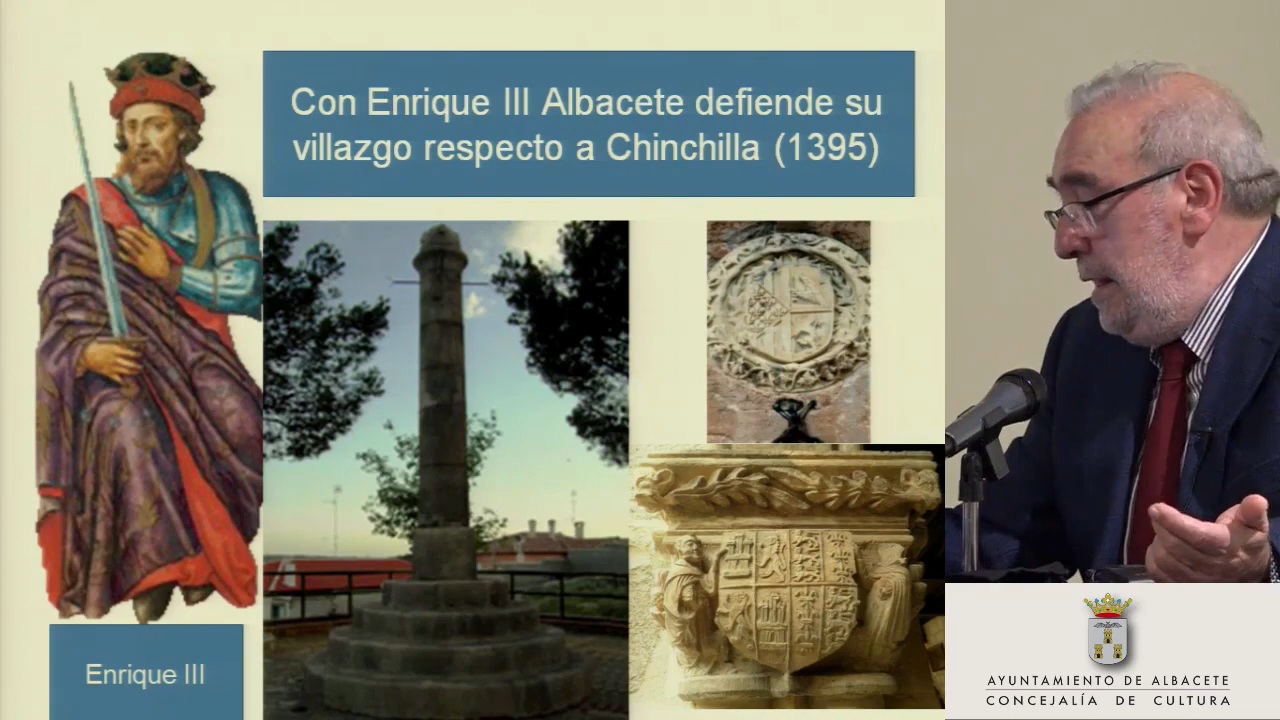 Con Enrique III Albacete defiende su
villazgo respecto a Chinchilla (1395)
Enrique III
AYUNTAMIENTO DE ALBACETE
CONCEJALÍA DE CULTURA